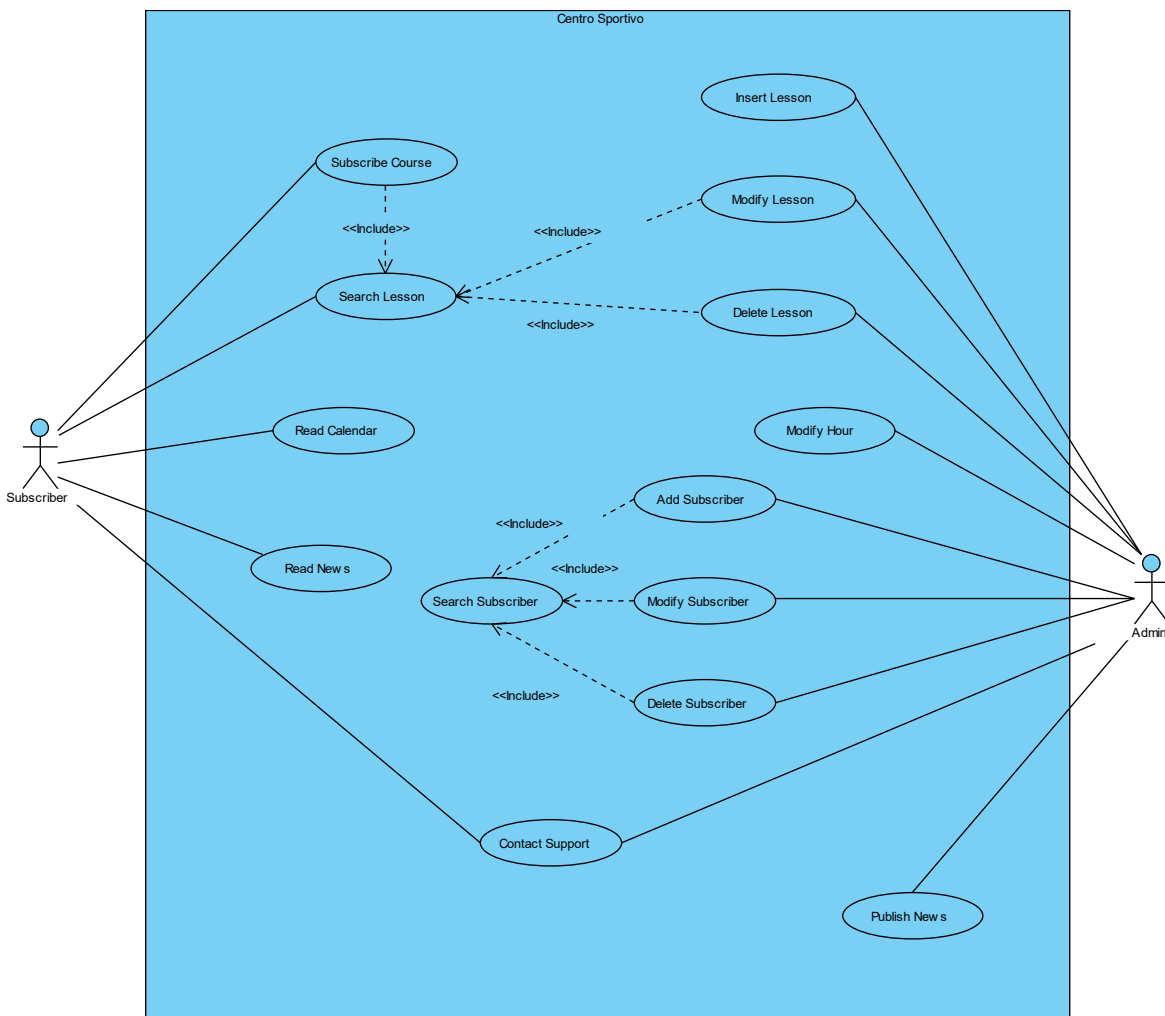 Centro Sportivo
Insert Lesson
Subscribe Course
Modify Lesson
<<Include>>
<<Include>>
Search Lesson
Delete Lesson
<<Include>>
Read Calendar
Modify Hour
Subscriber
Add Subscriber
<<Include>>
Read News
<<Include>>
Search Subscriber
Modify Subscriber
Admin
<<Include>>
Delete Subscriber
Contact Support
Publish News